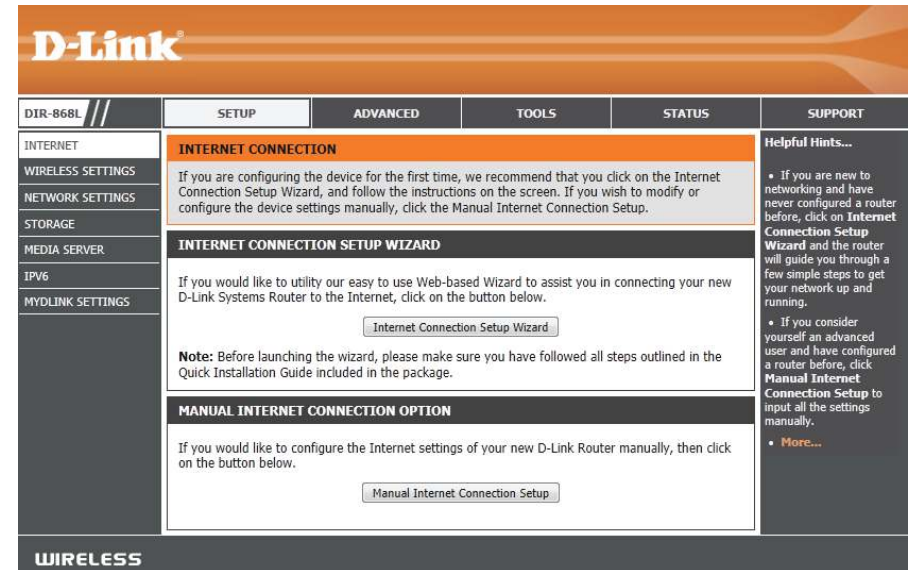 D-Link
DIR-868L
SETUP
ADVANCED
TOOLS
STATUS
SUPPORT
INTERNET
WIRELESS SETTINGS
NETWORK SETTINGS
STORAGE
MEDIA SERVER
IPV6
MYDLINK SETTINGS
INTERNET CONNECTION
If you are configuring the device for the first time, we recommend that you click on the Internet
Connection Setup Wizard, and follow the instructions on the screen. If you wish to modify or
configure the device settings manually, click the Manual Internet Connection Setup.
INTERNET CONNECTION SETUP WIZARD
If you would like to utility our easy to use Web-based Wizard to assist you in connecting your new
D-Link Systems Router to the Internet, click on the button below.
Internet Connection Setup Wizard
Note: Before launching the wizard, please make sure you have followed all steps outlined in the
Quick Installation Guide included in the package.
MANUAL INTERNET CONNECTION OPTION
If you would like to configure the Internet settings of your new D-Link Router manually, then click
on the button below.
Manual Internet Connection Setup
Helpful Hints...
• If you are new to
networking and have
never configured a router
before, click on Internet
Connection Setup
Wizard and the router
will guide you through a
few simple steps to get
your network up and
running.
• If you consider
yourself an advanced
user and have configured
a router before, click
Manual Internet
Connection Setup to
input all the settings
manually.
• More...
WIRELESS